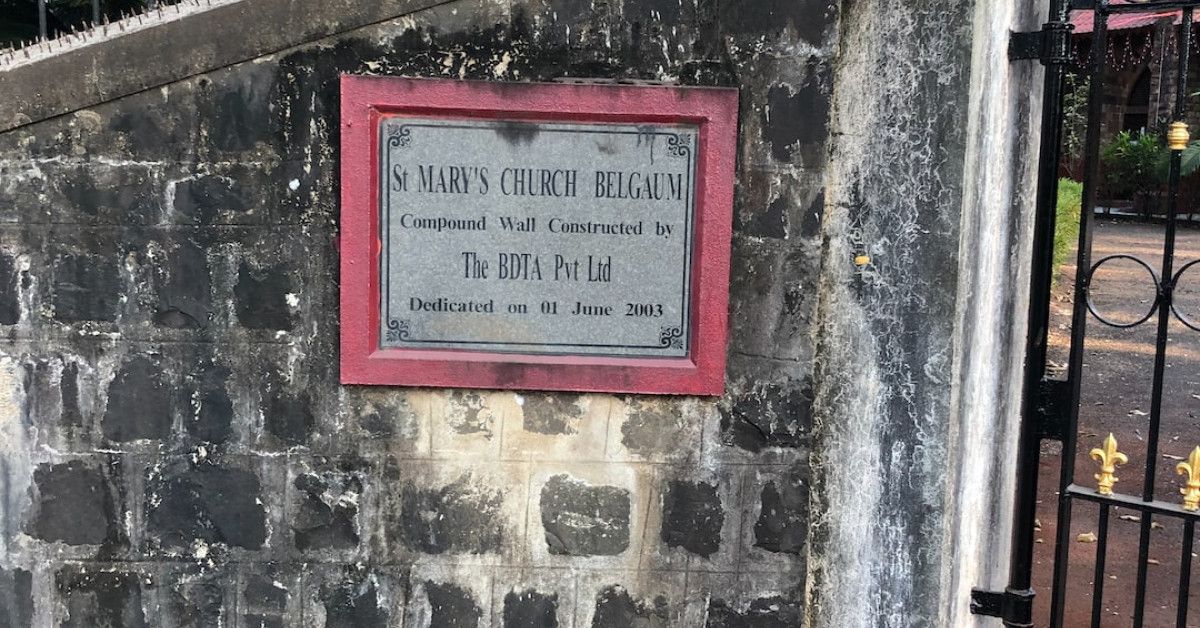 St MARY'S CHURCH BELGAUM
Compound Wall Constructed by
The BDTA Pvt Ltd
Dedicated on 01 June 2003